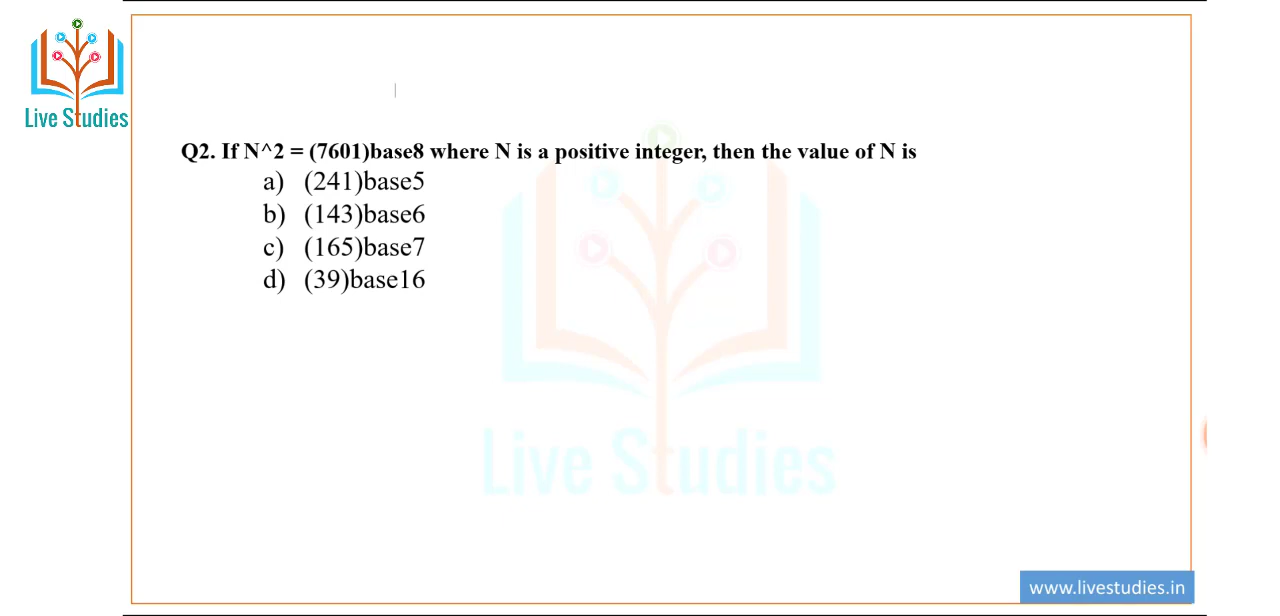 Live Studies
Q2. If N^2 = (7601)base8 where N is a positive integer, then the value of N is
a) (241)base5
b) (143)base6
c) (165)base7
d) (39)base16
Live Studies
www.livestudies.in